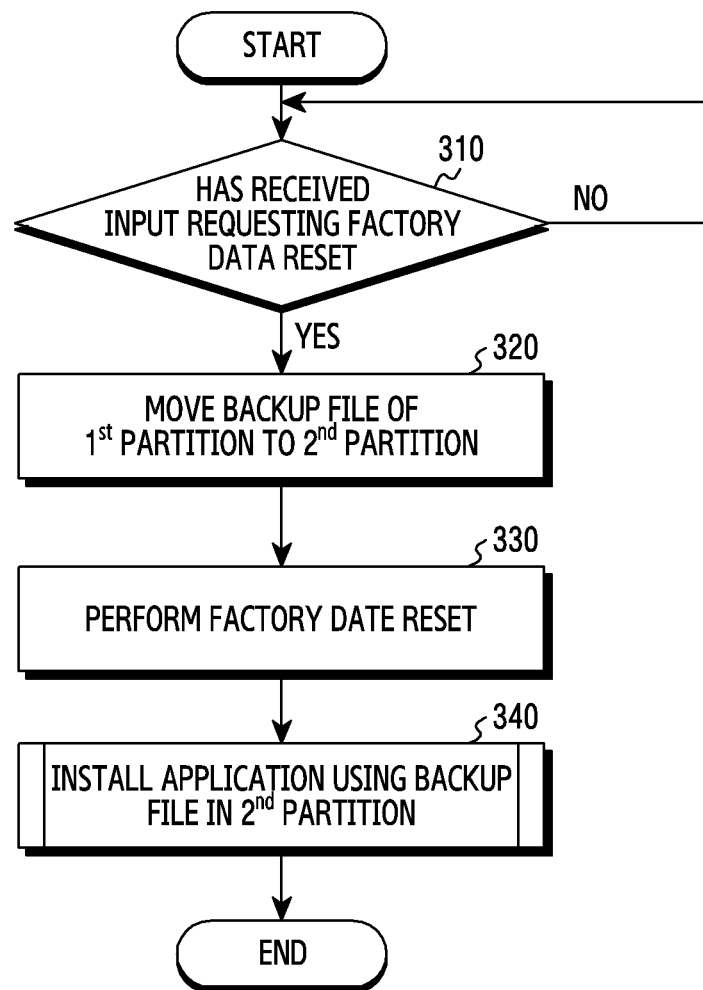 START
310
HAS RECEIVED
INPUT REQUESTING FACTORY
DATA RESET
NO
YES
320
MOVE BACKUP FILE OF
1st PARTITION TO 2nd PARTITION
330
PERFORM FACTORY DATE RESET
340
INSTALL APPLICATION USING BACKUP
FILE IN 2nd PARTITION
END